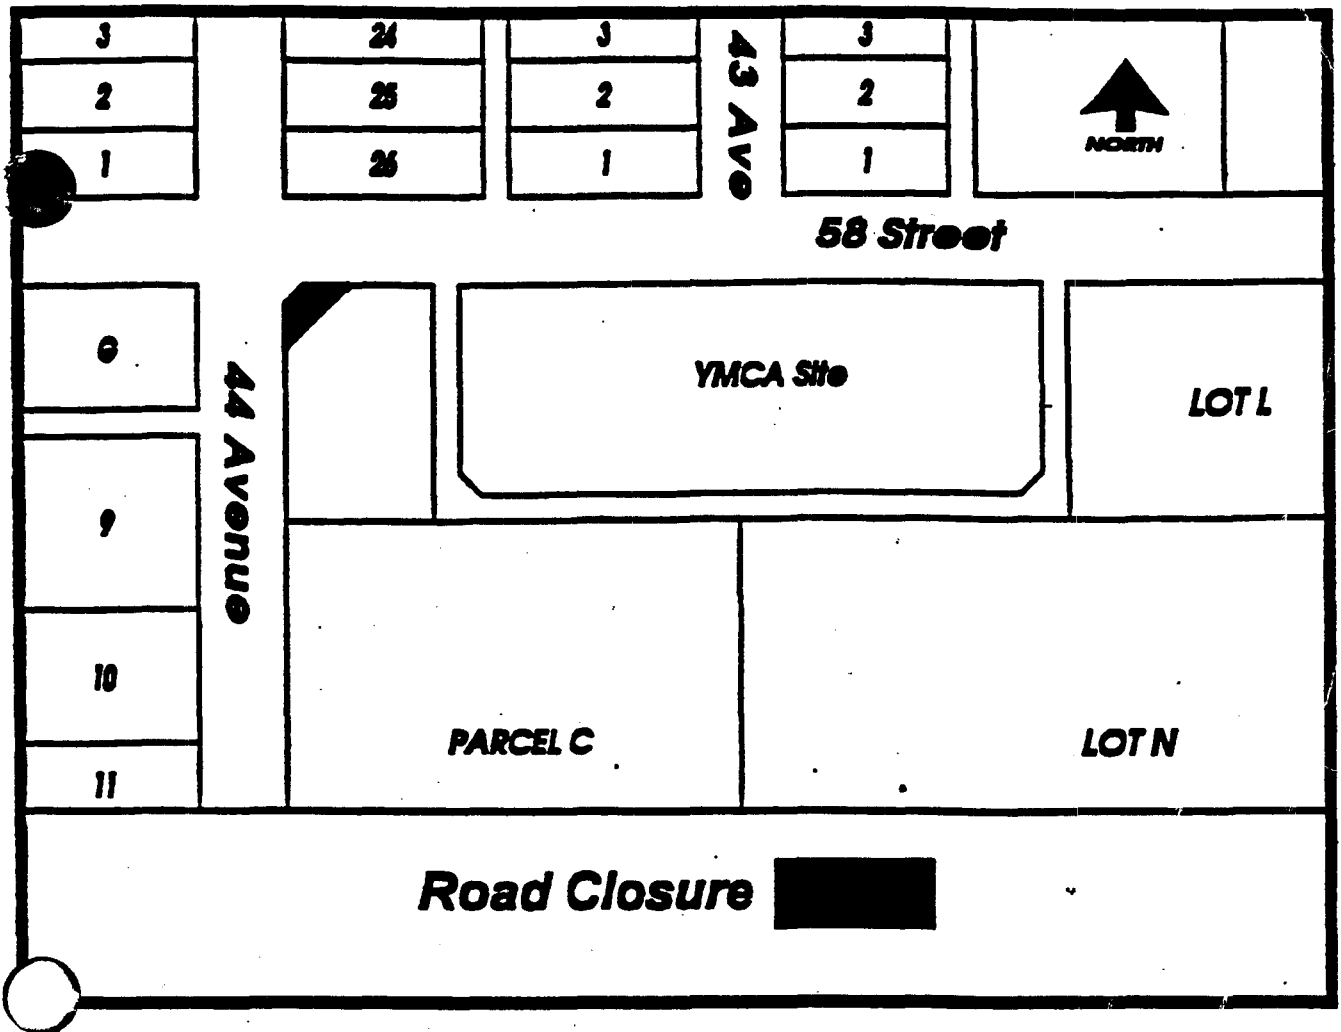 3 24 3 43 Ave 3
2 25 2 2
1 26 1 1
NORTH
58 Street
6
44 Avenue
YMCA Site
LOT L
9
10
PARCEL C
LOT N
11
Road Closure